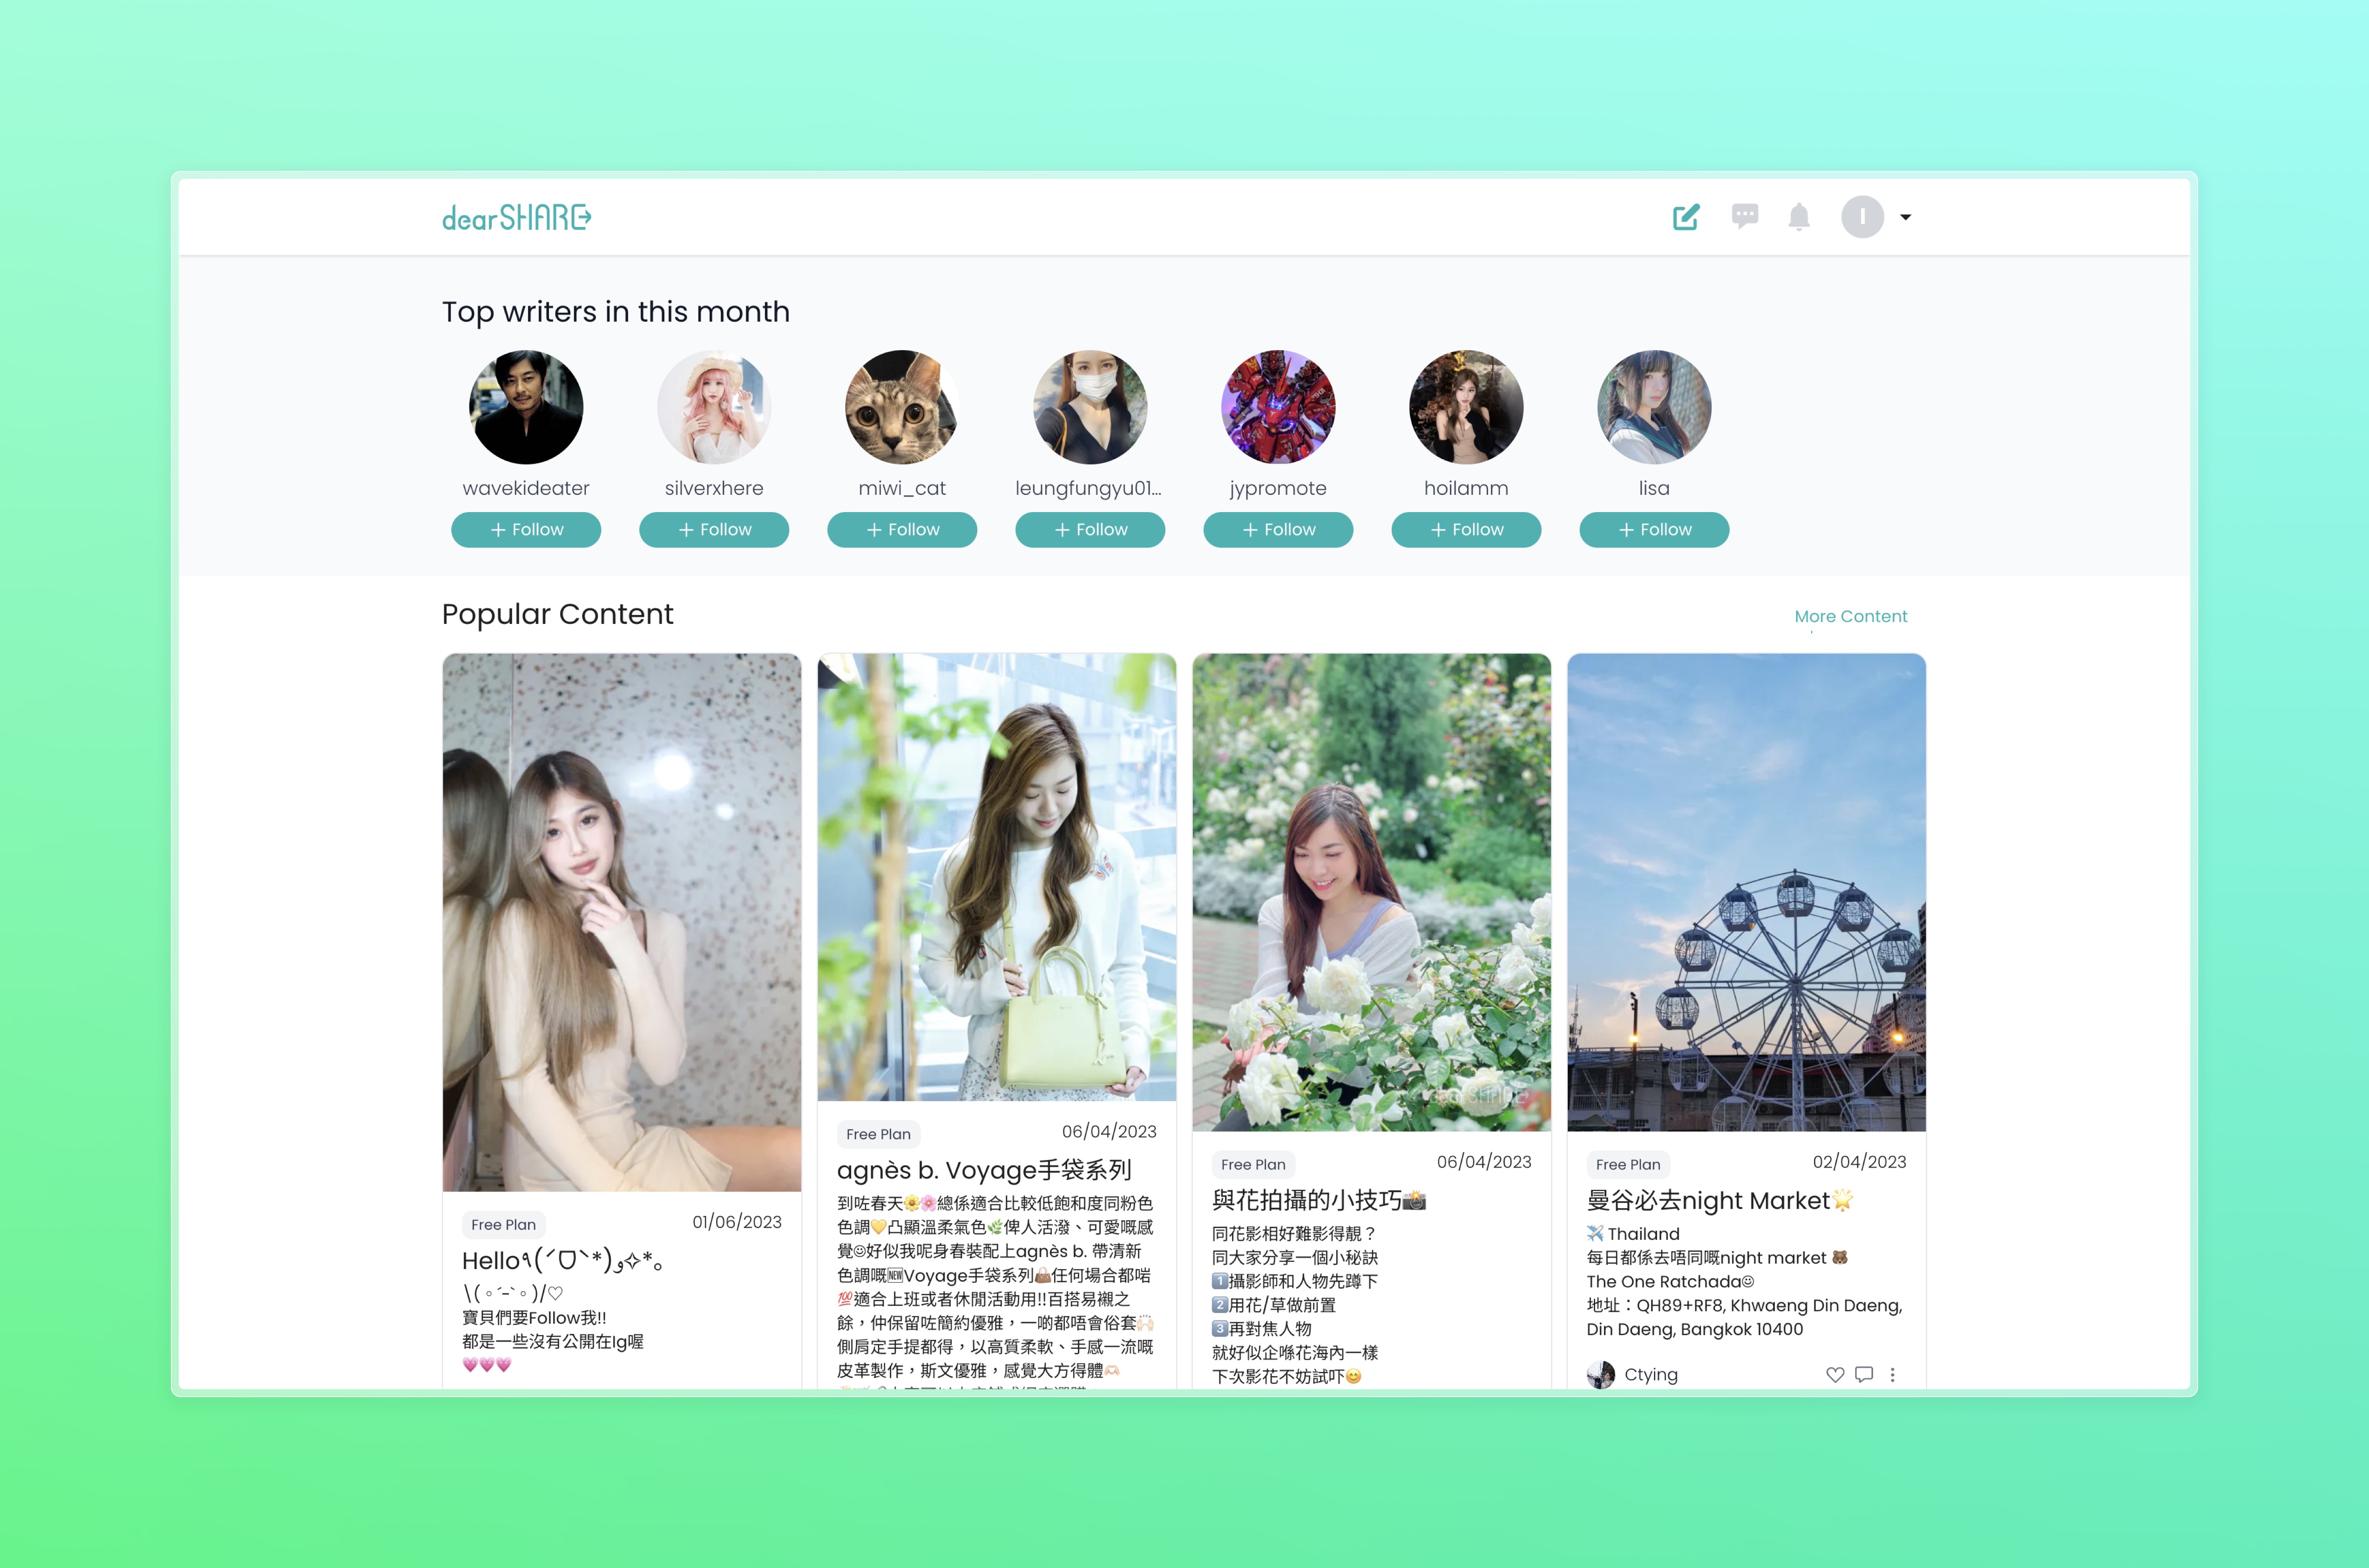 dearSHARE
I
Top writers in this month
wavekideater
silverxhere
miwi_cat
leungfungyu01...
jypromote
hoilamm
lisa
+ Follow
+ Follow
+ Follow
+ Follow
+ Follow
+ Follow
+ Follow
Popular Content
More Content
Free Plan
01/06/2023
Hello٩(ˊᗜˋ*)و✧*。
\(◦ˊ-ˋ◦)/♡
寶貝們要Follow我!!
都是一些沒有公開在Ig喔
💗💗💗
Free Plan
06/04/2023
agnès b. Voyage手袋系列
到咗春天🌼🌸總係適合比較低飽和度同粉色
色調💛凸顯溫柔氣色🌿俾人活潑、可愛嘅感
覺☺好似我呢身春裝配上agnès b. 帶清新
色調嘅🆕Voyage手袋系列👜任何場合都啱
💯適合上班或者休閒活動用!!百搭易襯之
餘，仲保留咗簡約優雅，一啲都唔會俗套🙌🏻
側肩定手提都得，以高質柔軟、手感一流嘅
皮革製作，斯文優雅，感覺大方得體🫶🏻
dearSHARE
Free Plan
06/04/2023
與花拍攝的小技巧📸
同花影相好難影得靚？
同大家分享一個小秘訣
1️⃣攝影師和人物先蹲下
2️⃣用花/草做前置
3️⃣再對焦人物
就好似企喺花海內一樣
下次影花不妨試吓😊
Free Plan
02/04/2023
曼谷必去night Market🌟
✈️ Thailand
每日都係去唔同嘅night market 🐻
The One Ratchada☺
地址：QH89+RF8, Khwaeng Din Daeng,
Din Daeng, Bangkok 10400
Ctying